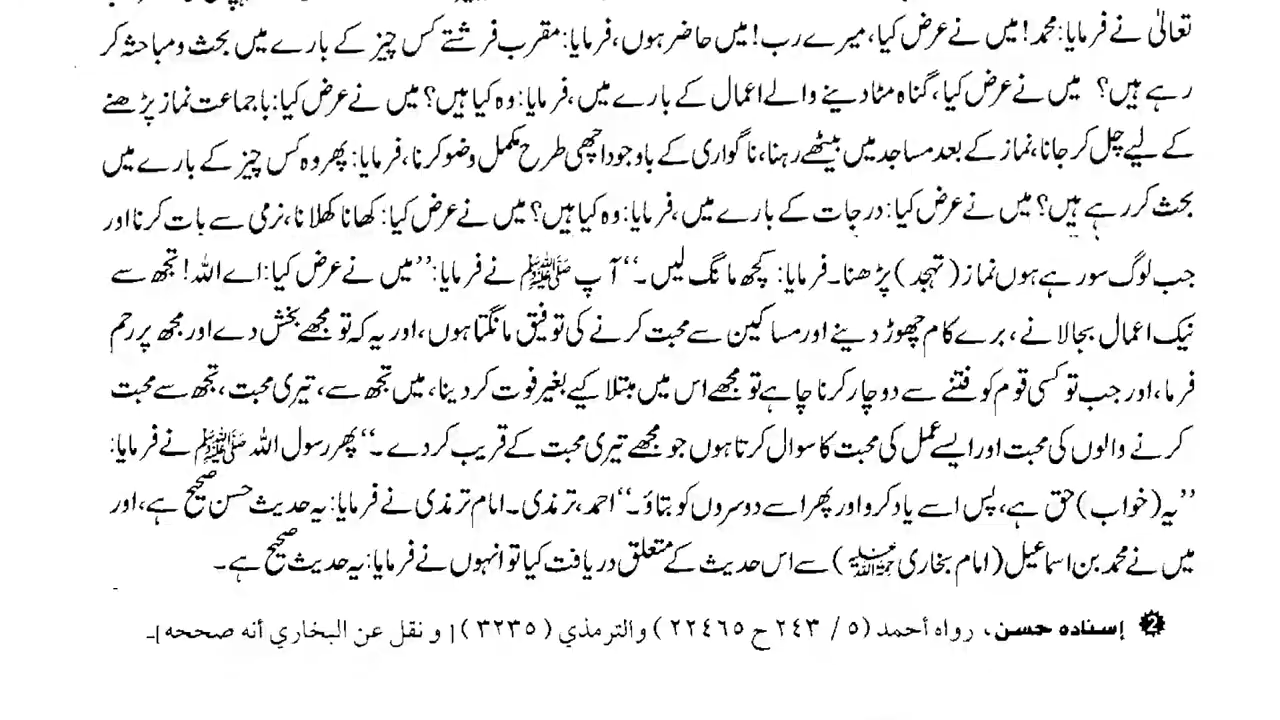 تعالیٰ نے فرمایا: محمد! میں نے عرض کیا، میرے رب! میں حاضر ہوں، فرمایا: مقرب فرشتے کس چیز کے بارے میں بحث و مباحثہ کر
رہے ہیں؟ میں نے عرض کیا، گناہ مٹا دینے والے اعمال کے بارے میں، فرمایا: وہ کیا ہیں؟ میں نے عرض کیا: با جماعت نماز پڑھنے
کے لیے چل کر جانا، نماز کے بعد مساجد میں بیٹھے رہنا، ناگواری کے باوجود اچھی طرح مکمل وضو کرنا، فرمایا: پھر وہ کس چیز کے بارے میں
بحث کر رہے ہیں؟ میں نے عرض کیا: درجات کے بارے میں، فرمایا: وہ کیا ہیں؟ میں نے عرض کیا: کھانا کھلانا، نرمی سے بات کرنا اور
جب لوگ سو رہے ہوں نماز (تہجد) پڑھنا۔ فرمایا: کچھ مانگ لیں۔‘‘ آپ ﷺ نے فرمایا: ’’میں نے عرض کیا: اے اللہ! تجھ سے
نیک اعمال بجا لانے، برے کام چھوڑ دینے اور مساکین سے محبت کرنے کی توفیق مانگتا ہوں، اور یہ کہ تو مجھے بخش دے اور مجھ پر رحم
فرما، اور جب تو کسی قوم کو فتنے سے دوچار کرنا چاہے تو مجھے اس میں مبتلا کیے بغیر فوت کر دینا، میں تجھ سے، تیری محبت، تجھ سے محبت
کرنے والوں کی محبت اور ایسے عمل کی محبت کا سوال کرتا ہوں جو مجھے تیری محبت کے قریب کر دے۔‘‘ پھر رسول اللہ ﷺ نے فرمایا:
’’یہ (خواب) حق ہے، پس اسے یاد کرو اور پھر اسے دوسروں کو بتاؤ۔‘‘ احمد، ترمذی۔ امام ترمذی نے فرمایا: یہ حدیث حسن صحیح ہے، اور
میں نے محمد بن اسماعیل (امام بخاری رحمۃ اللہ علیہ) سے اس حدیث کے متعلق دریافت کیا تو انہوں نے فرمایا: یہ حدیث صحیح ہے۔
2 إسناده حسن، رواه أحمد (٥/ ٢٤٣ ح ٢٢٤٦٥) والترمذي (٣٢٣٥) [و نقل عن البخاري أنه صححه]۔